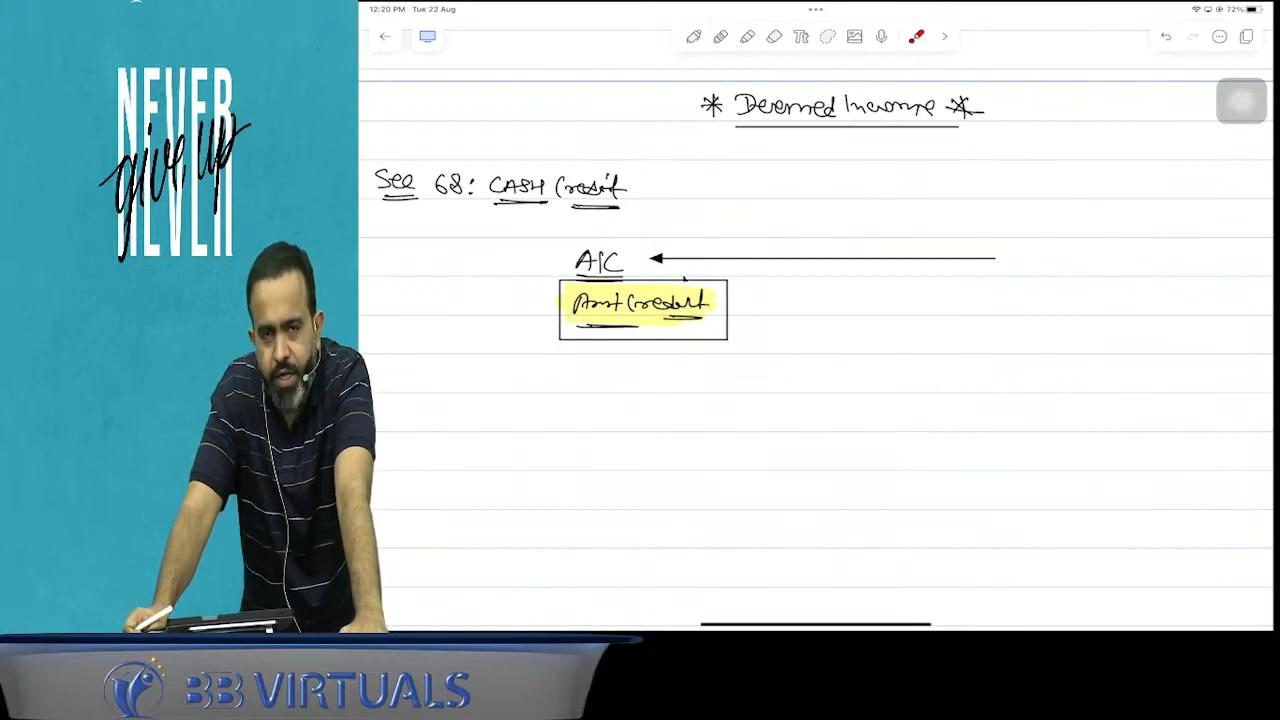 12:20 PM Tue 22 Aug
72%
NEVER
give up
NEVER
Tt
* Deemed Income *
Sec 68: CASH Credit
A/C
Amt Credit
BB VIRTUALS